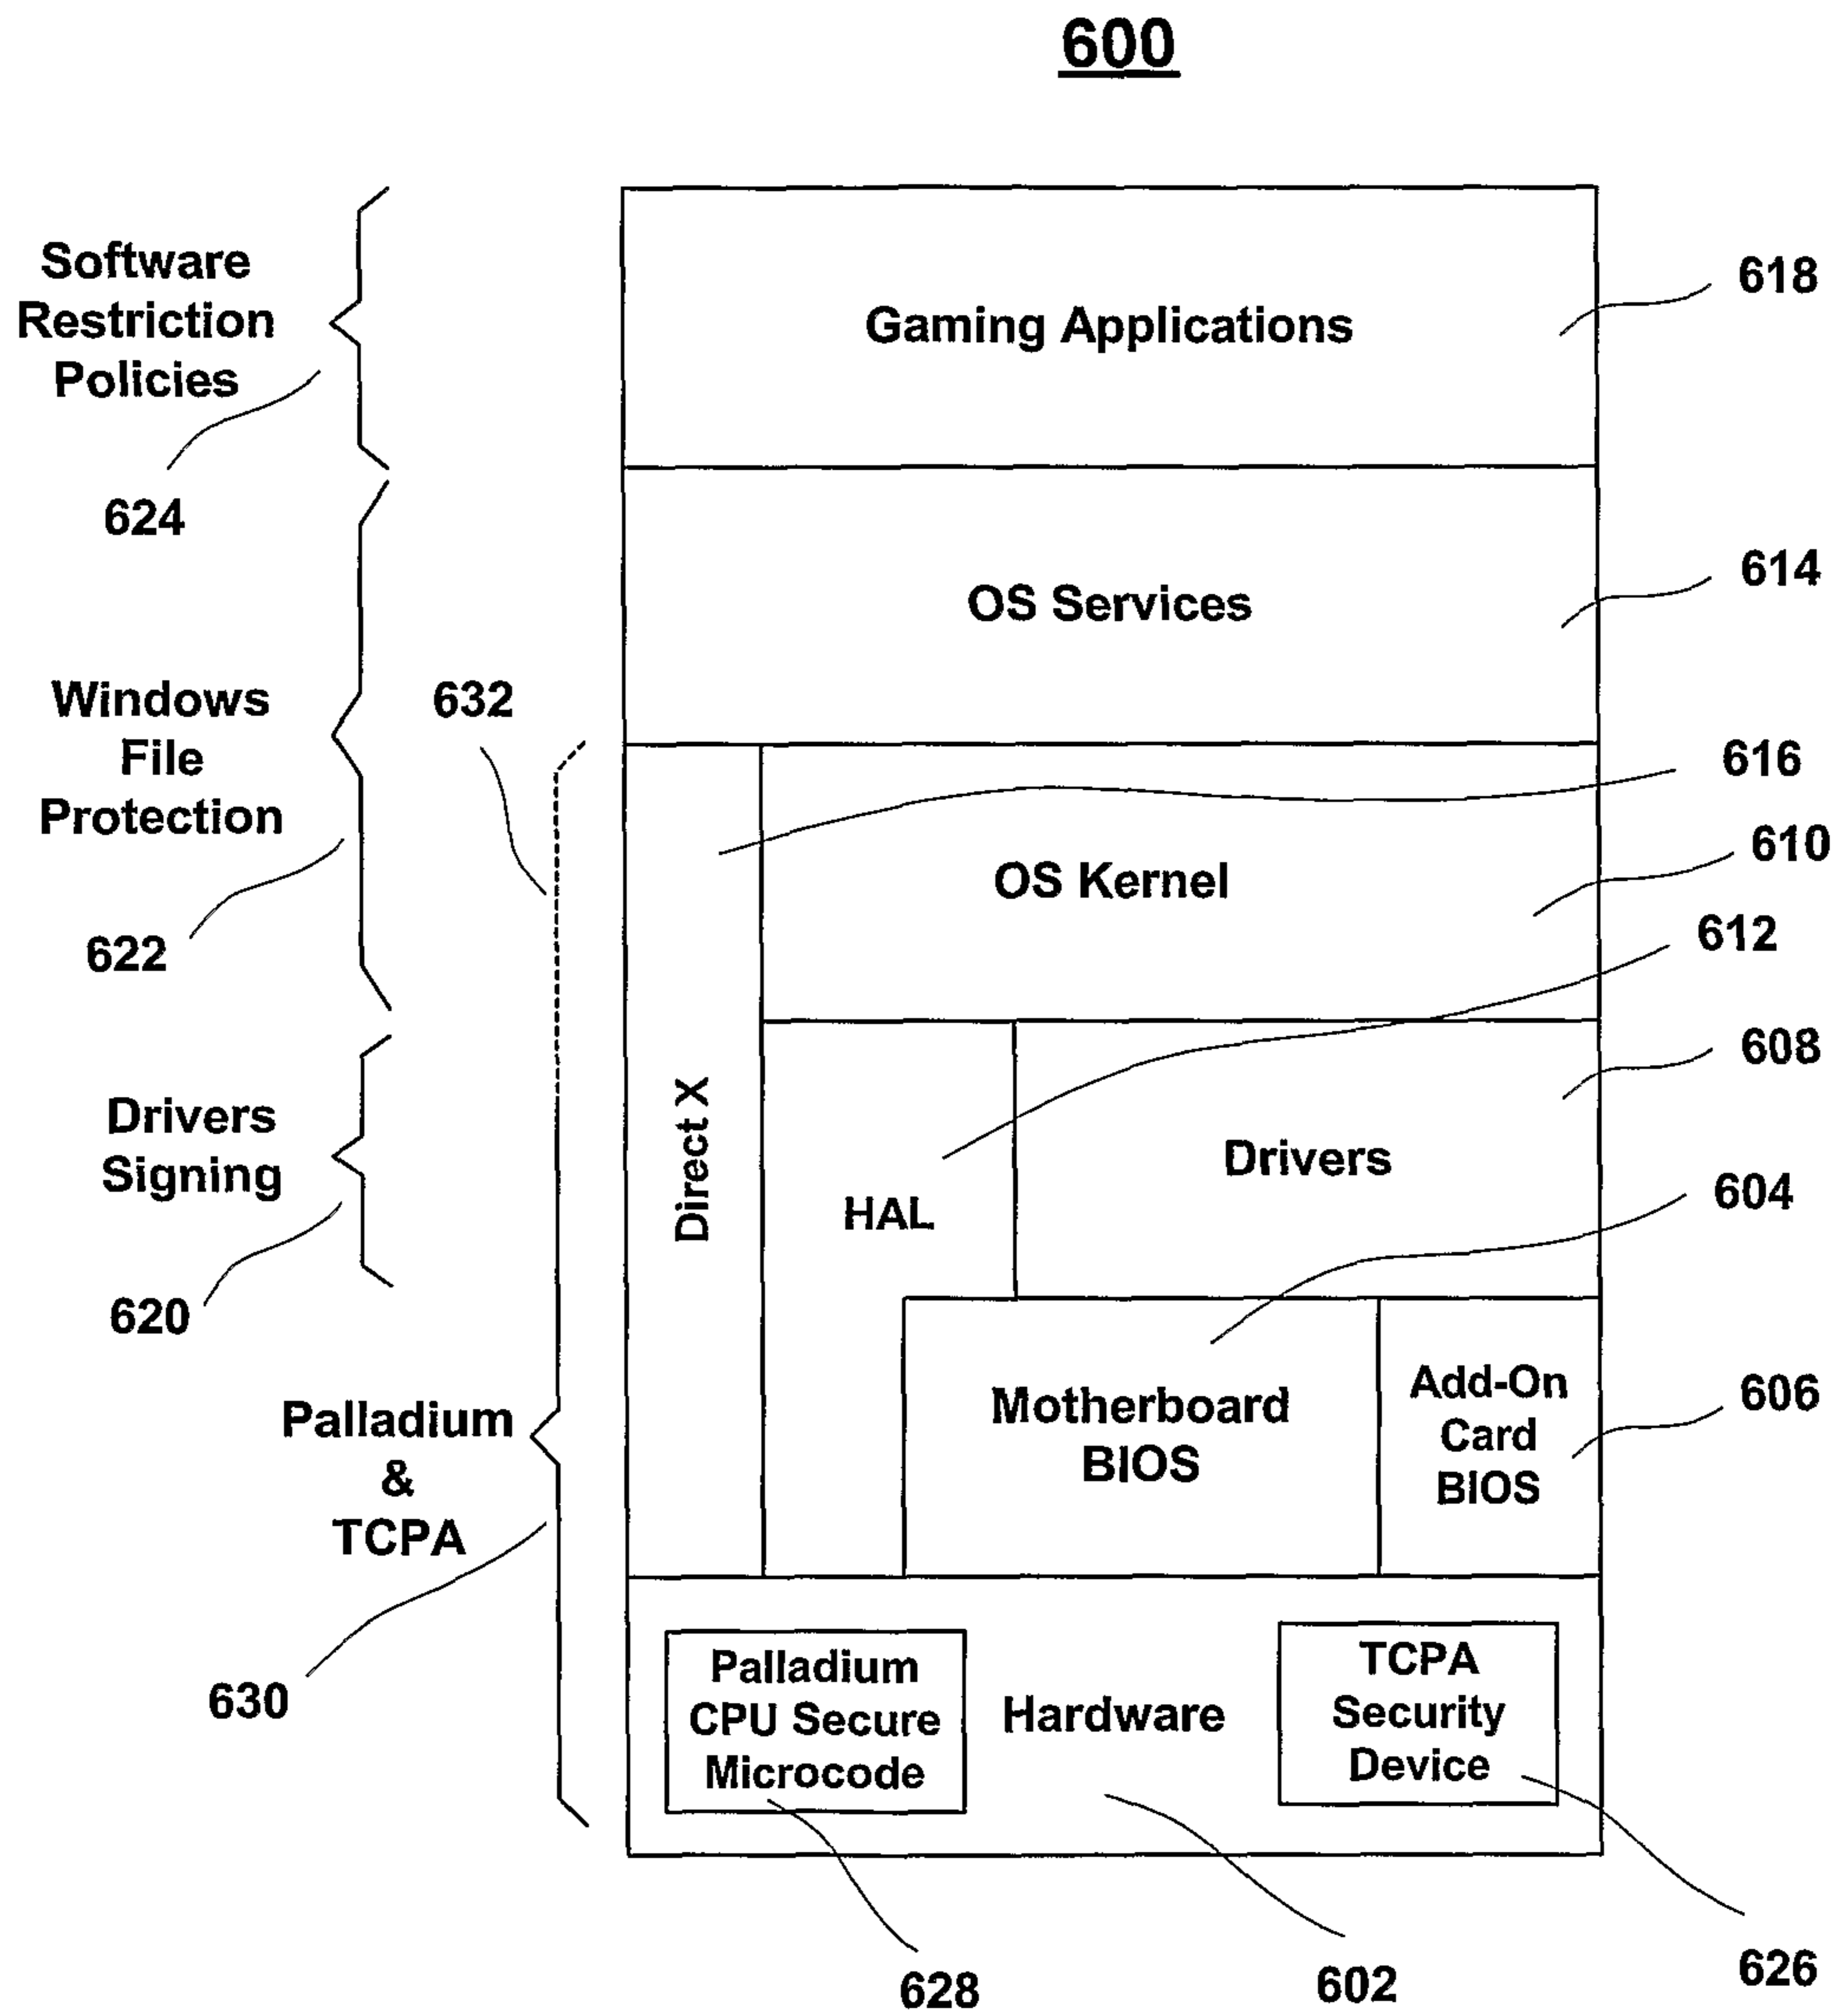 600
Software
Restriction
Policies
624
Gaming Applications
618
OS Services
614
Windows
File
Protection
622
632
616
OS Kernel
610
612
Drivers
Signing
620
Direct X
HAL
Drivers
608
604
Palladium
&
TCPA
630
Motherboard
BIOS
Add-On
Card
BIOS
606
Palladium
CPU Secure
Microcode
Hardware
TCPA
Security
Device
628
602
626